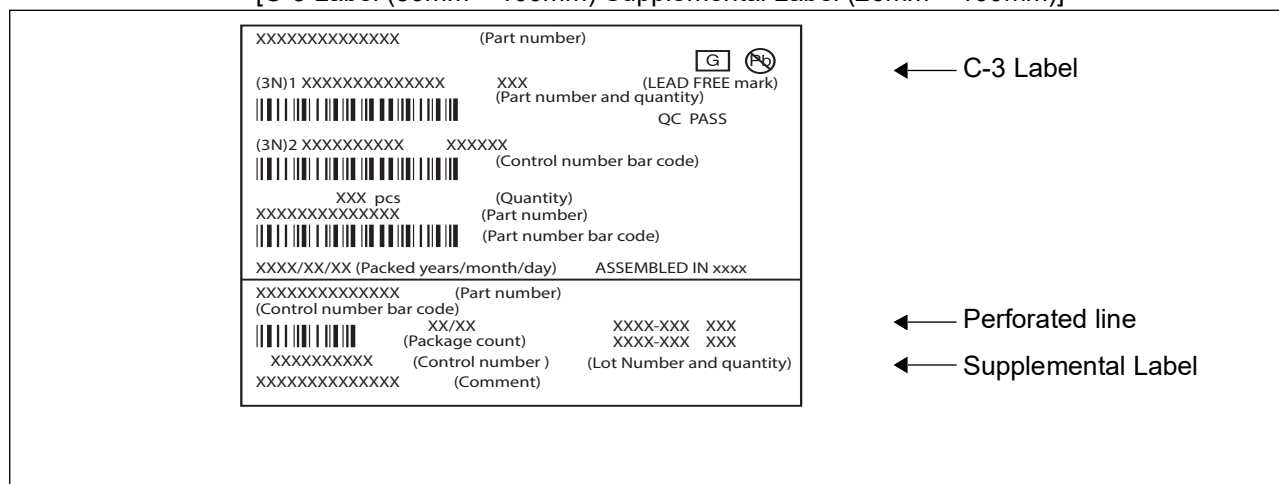 XXXXXXXXXXXXXX (Part number)
G Pb
C-3 Label
(3N)1 XXXXXXXXXXXXXX XXX (LEAD FREE mark)
(Part number and quantity)
QC PASS
(3N)2 XXXXXXXXXX XXXXXX
(Control number bar code)
XXX pcs (Quantity)
XXXXXXXXXXXXXX (Part number)
(Part number bar code)
XXXX/XX/XX (Packed years/month/day) ASSEMBLED IN xxxx
XXXXXXXXXXXXXX (Part number)
(Control number bar code)
XX/XX XXXX-XXX XXX
Perforated line
(Package count) XXXX-XXX XXX
XXXXXXXXXX (Control number ) (Lot Number and quantity)
Supplemental Label
XXXXXXXXXXXXXX (Comment)